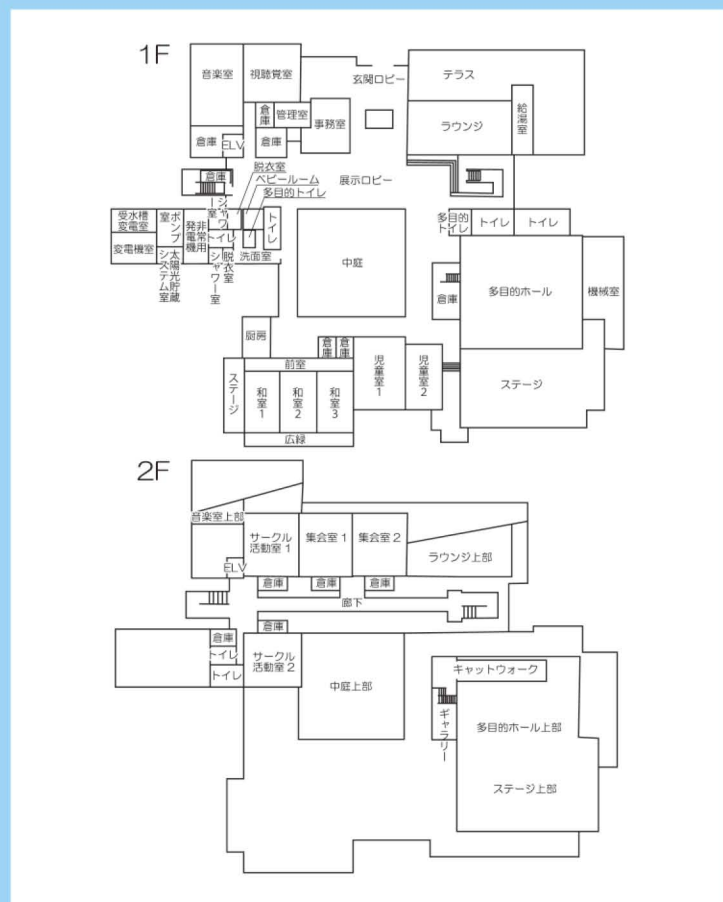 1F
音楽室
視聴覚室
玄関ロビー
テラス
倉庫
管理室
事務室
ラウンジ
給湯室
倉庫
ELV
倉庫
脱衣室
ベビールーム
多目的トイレ
展示ロビー
倉庫
シャワー室
トイレ
受水槽
変電室
ポンプ室
非常用発電機
変電機室
太陽光貯蔵システム室
トイレ
シャワー室
脱衣室
洗面室
中庭
多目的
トイレ
トイレ
トイレ
倉庫
多目的ホール
機械室
厨房
倉庫
倉庫
前室
ステージ
和室1
和室2
和室3
広緑
児童室1
児童室2
ステージ
2F
音楽室上部
サークル
活動室1
集会室1
集会室2
ラウンジ上部
ELV
倉庫
倉庫
倉庫
廊下
倉庫
倉庫
トイレ
トイレ
サークル
活動室2
中庭上部
キャットウォーク
ギャラリー
多目的ホール上部
ステージ上部